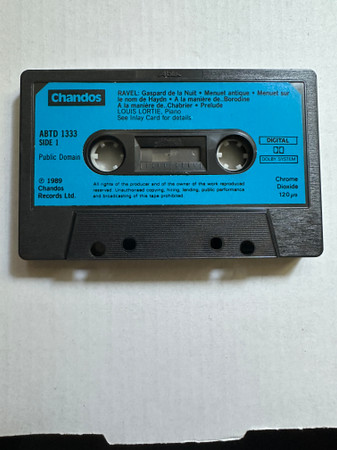 Chandos
RAVEL: Gaspard de la Nuit • Menuet antique • Menuet sur
le nom de Haydn • A la manière de..Borodine
A la manière de..Chabrier • Prelude
LOUIS LORTIE, Piano
See Inlay Card for details
ABTD 1333
SIDE 1
Public Domain
DIGITAL
DOLBY SYSTEM
℗ 1989
Chandos
Records Ltd.
All rights of the producer and of the owner of the work reproduced
reserved. Unauthorised copying, hiring, lending, public performance
and broadcasting of this tape prohibited.
Chrome
Dioxide
120 µs